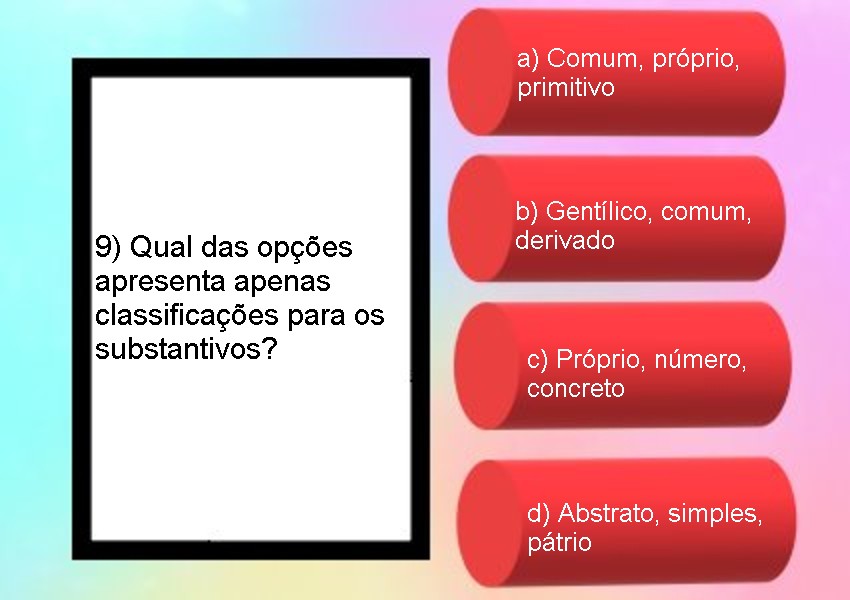 9) Qual das opções
apresenta apenas
classificações para os
substantivos?
a) Comum, próprio,
primitivo
b) Gentílico, comum,
derivado
c) Próprio, número,
concreto
d) Abstrato, simples,
pátrio